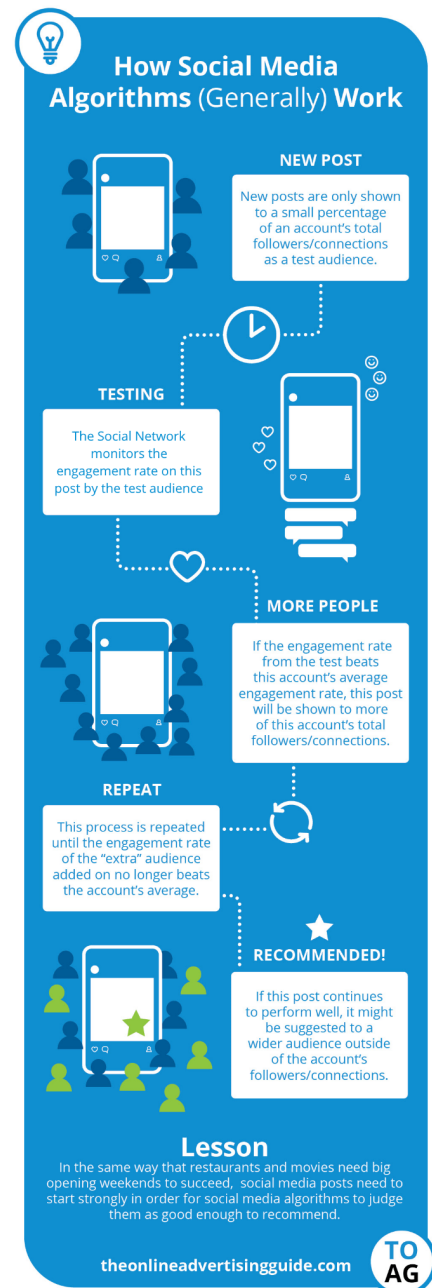 How Social Media
Algorithms (Generally) Work
NEW POST
New posts are only shown
to a small percentage
of an account's total
followers/connections
as a test audience.
TESTING
The Social Network
monitors the
engagement rate on this
post by the test audience
MORE PEOPLE
If the engagement rate
from the test beats
this account's average
engagement rate, this post
will be shown to more
of this account's total
followers/connections.
REPEAT
This process is repeated
until the engagement rate
of the “extra” audience
added on no longer beats
the account's average.
RECOMMENDED!
If this post continues
to perform well, it might
be suggested to a
wider audience outside
of the account's
followers/connections.
Lesson
In the same way that restaurants and movies need big
opening weekends to succeed, social media posts need to
start strongly in order for social media algorithms to judge
them as good enough to recommend.
theonlineadvertisingguide.com
TO
AG